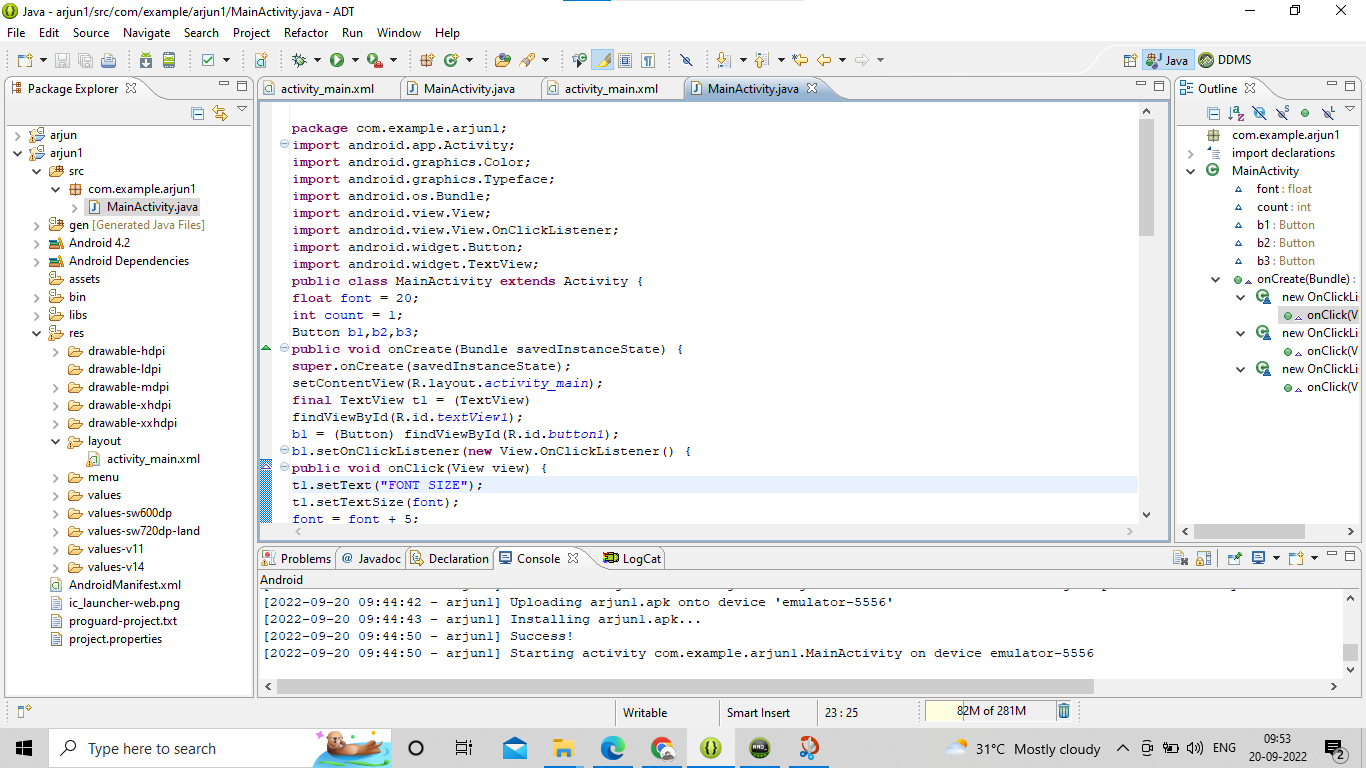 Java - arjun1/src/com/example/arjun1/MainActivity.java - ADT
File Edit Source Navigate Search Project Refactor Run Window Help
Java DDMS
Package Explorer
arjun
arjun1
src
com.example.arjun1
MainActivity.java
gen [Generated Java Files]
Android 4.2
Android Dependencies
assets
bin
libs
res
drawable-hdpi
drawable-ldpi
drawable-mdpi
drawable-xhdpi
drawable-xxhdpi
layout
activity_main.xml
menu
values
values-sw600dp
values-sw720dp-land
values-v11
values-v14
AndroidManifest.xml
ic_launcher-web.png
proguard-project.txt
project.properties
activity_main.xml MainActivity.java activity_main.xml MainActivity.java
package com.example.arjun1;
import android.app.Activity;
import android.graphics.Color;
import android.graphics.Typeface;
import android.os.Bundle;
import android.view.View;
import android.view.View.OnClickListener;
import android.widget.Button;
import android.widget.TextView;
public class MainActivity extends Activity {
float font = 20;
int count = 1;
Button b1,b2,b3;
public void onCreate(Bundle savedInstanceState) {
super.onCreate(savedInstanceState);
setContentView(R.layout.activity_main);
final TextView t1 = (TextView)
findViewById(R.id.textView1);
b1 = (Button) findViewById(R.id.button1);
b1.setOnClickListener(new View.OnClickListener() {
public void onClick(View view) {
t1.setText("FONT SIZE");
t1.setTextSize(font);
font = font + 5;
Outline
com.example.arjun1
import declarations
MainActivity
font : float
count : int
b1 : Button
b2 : Button
b3 : Button
onCreate(Bundle) :
new OnClickLi
onClick(V
new OnClickLi
onClick(V
new OnClickLi
onClick(V
Problems @ Javadoc Declaration Console LogCat
Android
[2022-09-20 09:44:42 - arjun1] Uploading arjun1.apk onto device 'emulator-5556'
[2022-09-20 09:44:43 - arjun1] Installing arjun1.apk...
[2022-09-20 09:44:50 - arjun1] Success!
[2022-09-20 09:44:50 - arjun1] Starting activity com.example.arjun1.MainActivity on device emulator-5556
Writable Smart Insert 23 : 25 82M of 281M
Type here to search
31°C Mostly cloudy ENG 09:53
20-09-2022
2